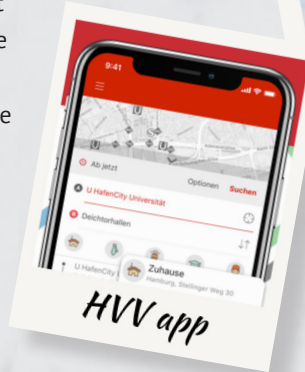 9:41
Ab jetzt Optionen Suchen
A U HafenCity Universität
B Deichtorhallen
U HafenCity
Zuhause
Hamburg, Stellinger Weg 30
HVV app